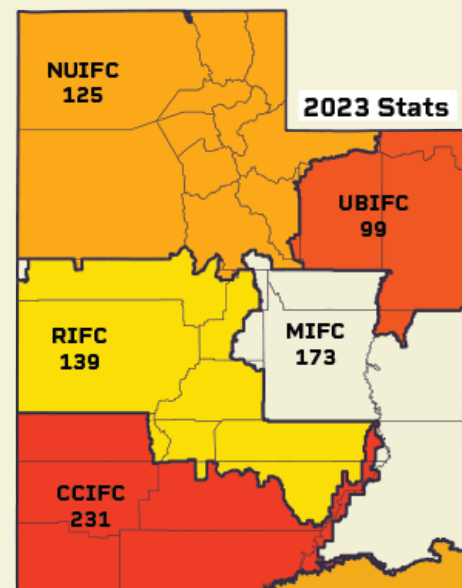 NUIFC
125
2023 Stats
UBIFC
99
RIFC
139
MIFC
173
CCIFC
231